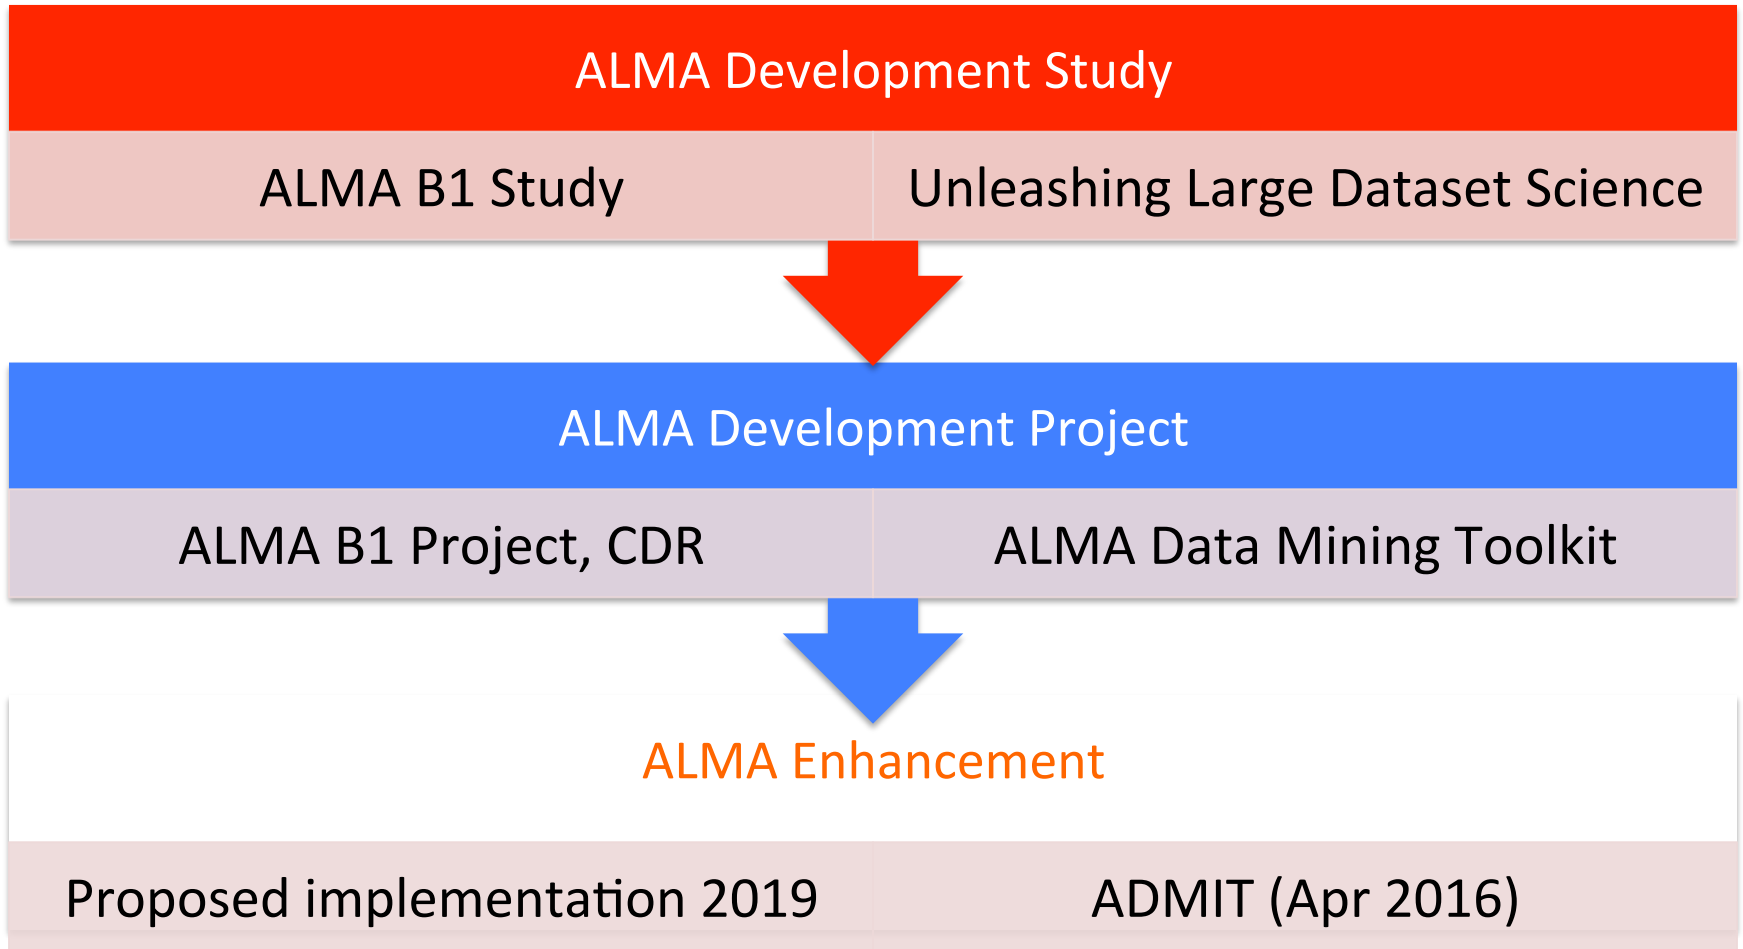 ALMA Development Study
ALMA B1 Study
Unleashing Large Dataset Science
ALMA Development Project
ALMA B1 Project, CDR
ALMA Data Mining Toolkit
ALMA Enhancement
Proposed implementation 2019
ADMIT (Apr 2016)